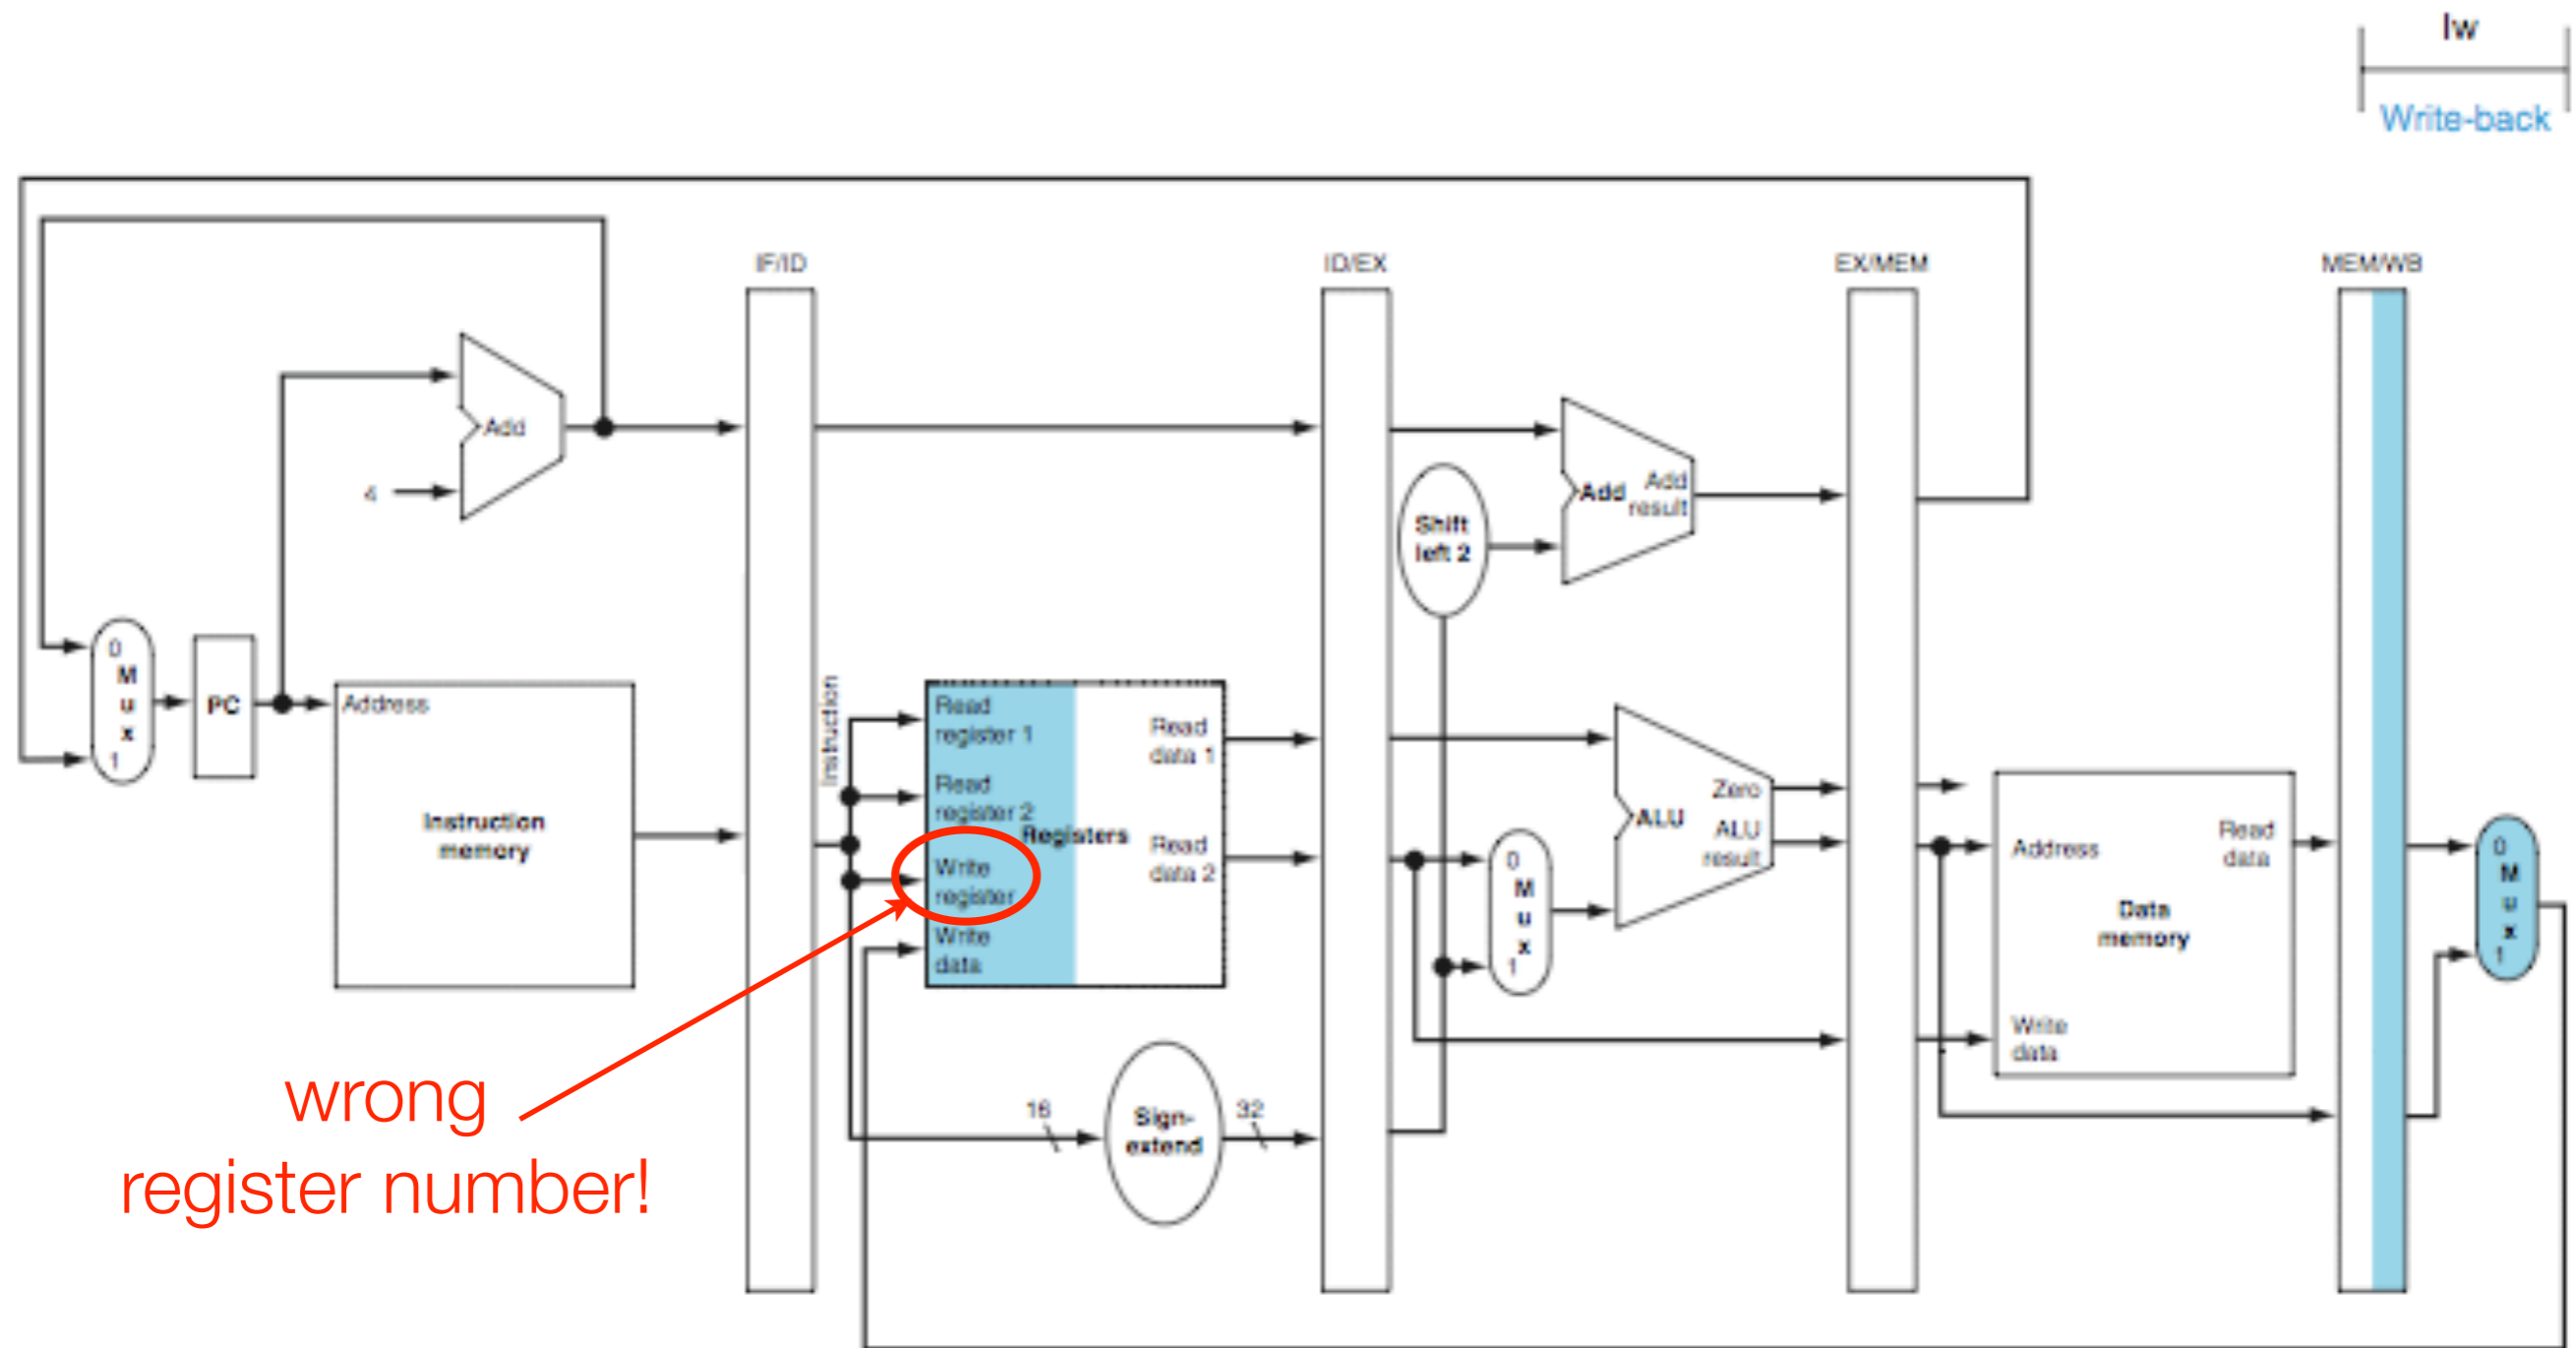 lw
Write-back
IF/ID
ID/EX
EX/MEM
MEM/WB
Add
4
Add
Add
result
Shift
left 2
0
M
u
x
1
PC
Address
Instruction
memory
Instruction
Read
register 1
Read
register 2
Registers
Write
register
Write
data
Read
data 1
Read
data 2
0
M
u
x
1
Zero
ALU
ALU
result
Address
Read
data
Data
memory
Write
data
0
M
u
x
1
16
Sign-
extend
32
wrong
register number!